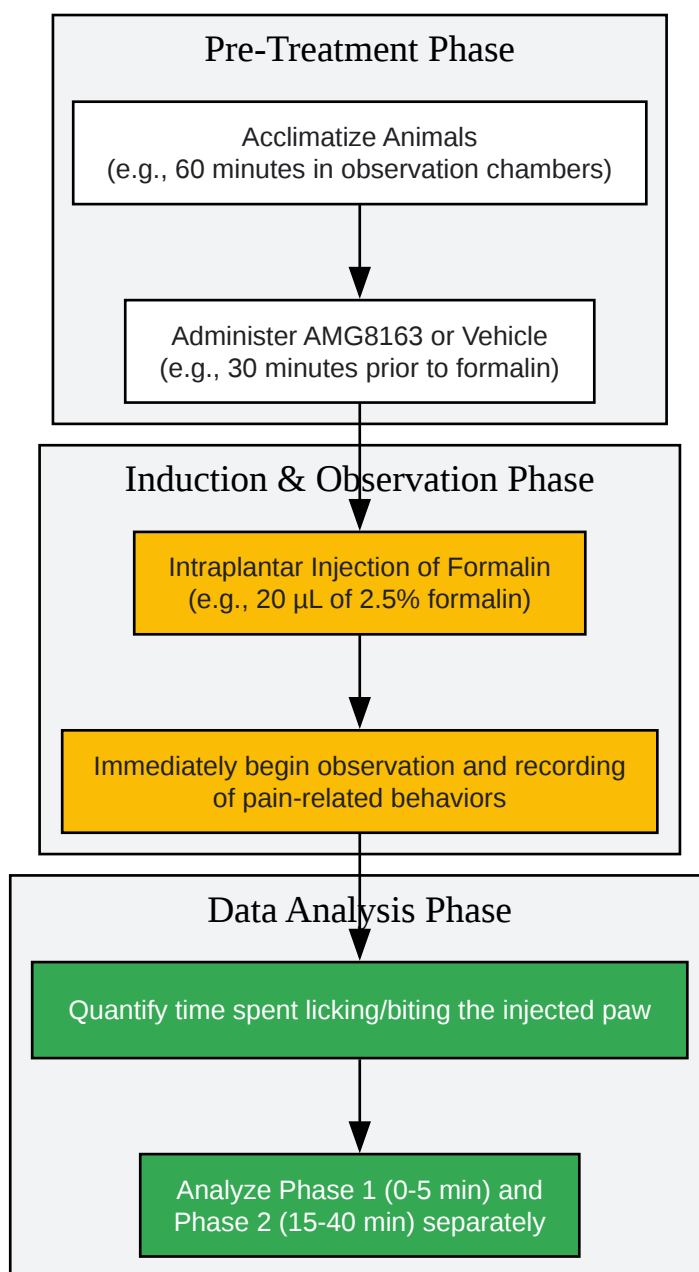 Pre-Treatment Phase
Acclimatize Animals
(e.g., 60 minutes in observation chambers)
Administer AMG8163 or Vehicle
(e.g., 30 minutes prior to formalin)
Induction & Observation Phase
Intraplantar Injection of Formalin
(e.g., 20 µL of 2.5% formalin)
Immediately begin observation and recording
of pain-related behaviors
Data Analysis Phase
Quantify time spent licking/biting the injected paw
Analyze Phase 1 (0-5 min) and
Phase 2 (15-40 min) separately